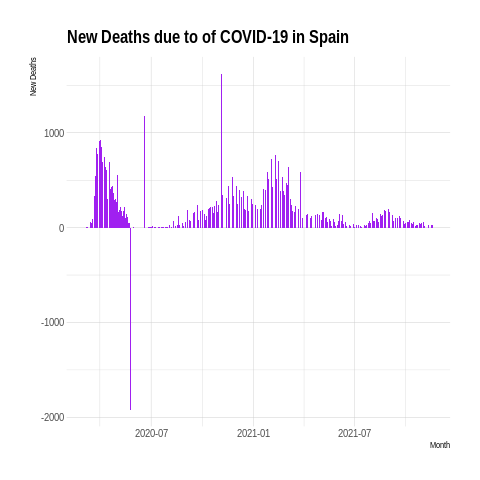 New Deaths due to of COVID-19 in Spain
New Deaths
1000
0
-1000
-2000
2020-07
2021-01
2021-07
Month